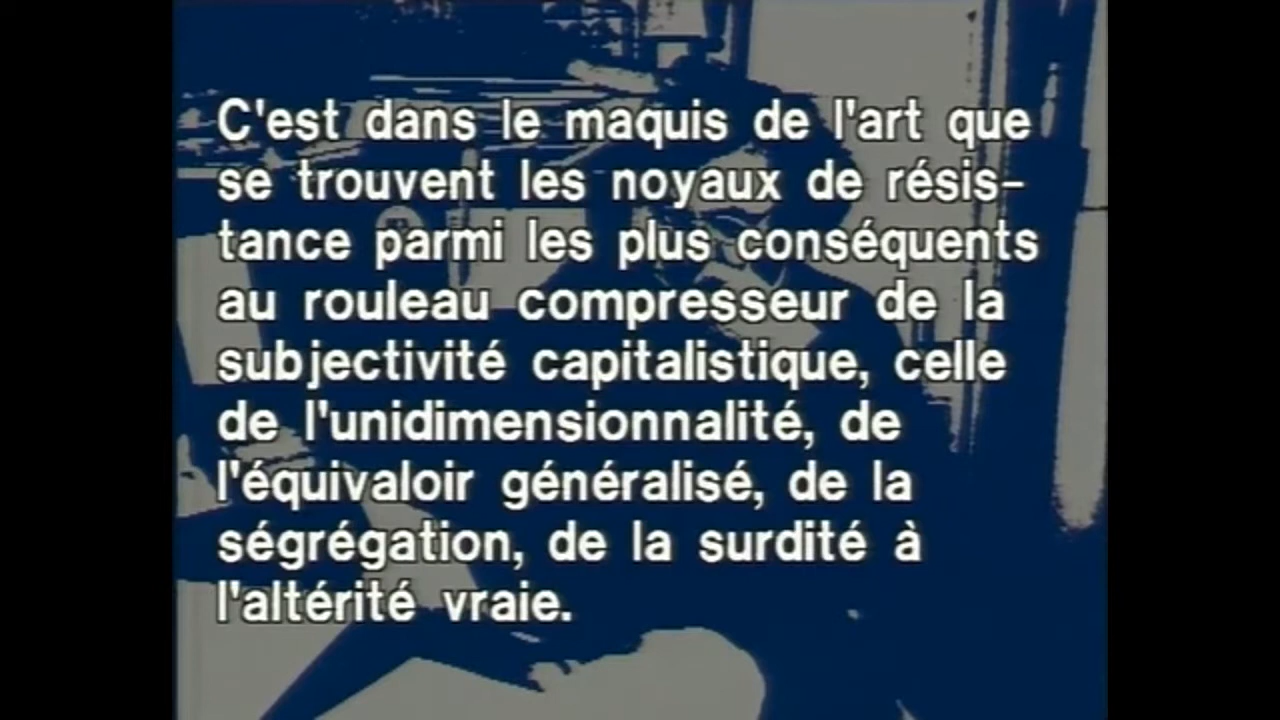 C'est dans le maquis de l'art que
se trouvent les noyaux de résis-
tance parmi les plus conséquents
au rouleau compresseur de la
subjectivité capitalistique, celle
de l'unidimensionnalité, de
l'équivaloir généralisé, de la
ségrégation, de la surdité à
l'altérité vraie.